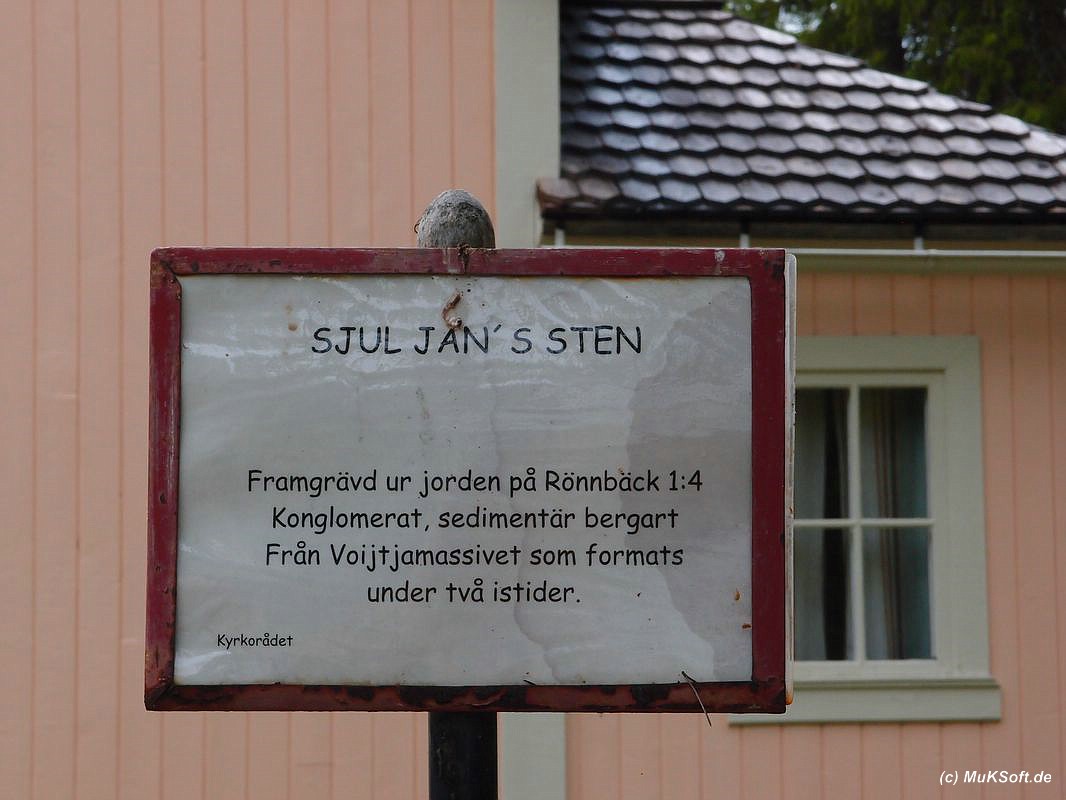 SJUL JAN´S STEN
Framgrävd ur jorden på Rönnbäck 1:4
Konglomerat, sedimentär bergart
Från Voijtjamassivet som formats
under två istider.
Kyrkorådet
(c) MuKSoft.de